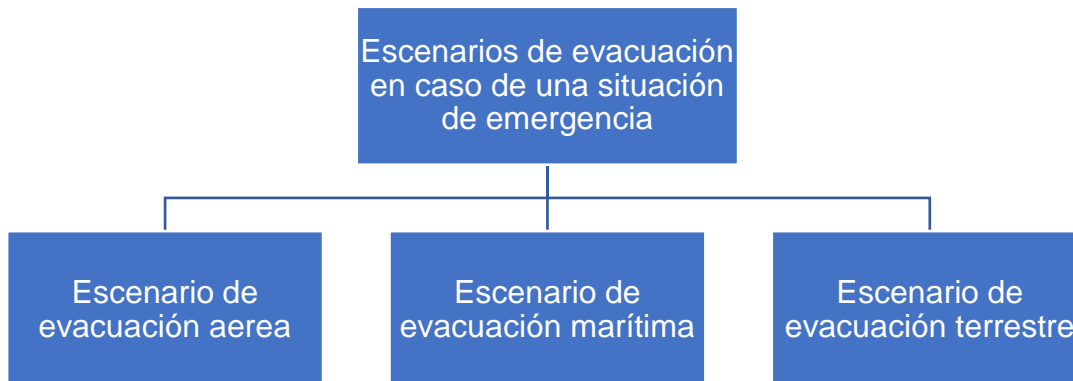 Escenarios de evacuación
en caso de una situación
de emergencia
Escenario de
evacuación aerea
Escenario de
evacuación marítima
Escenario de
evacuación terrestre